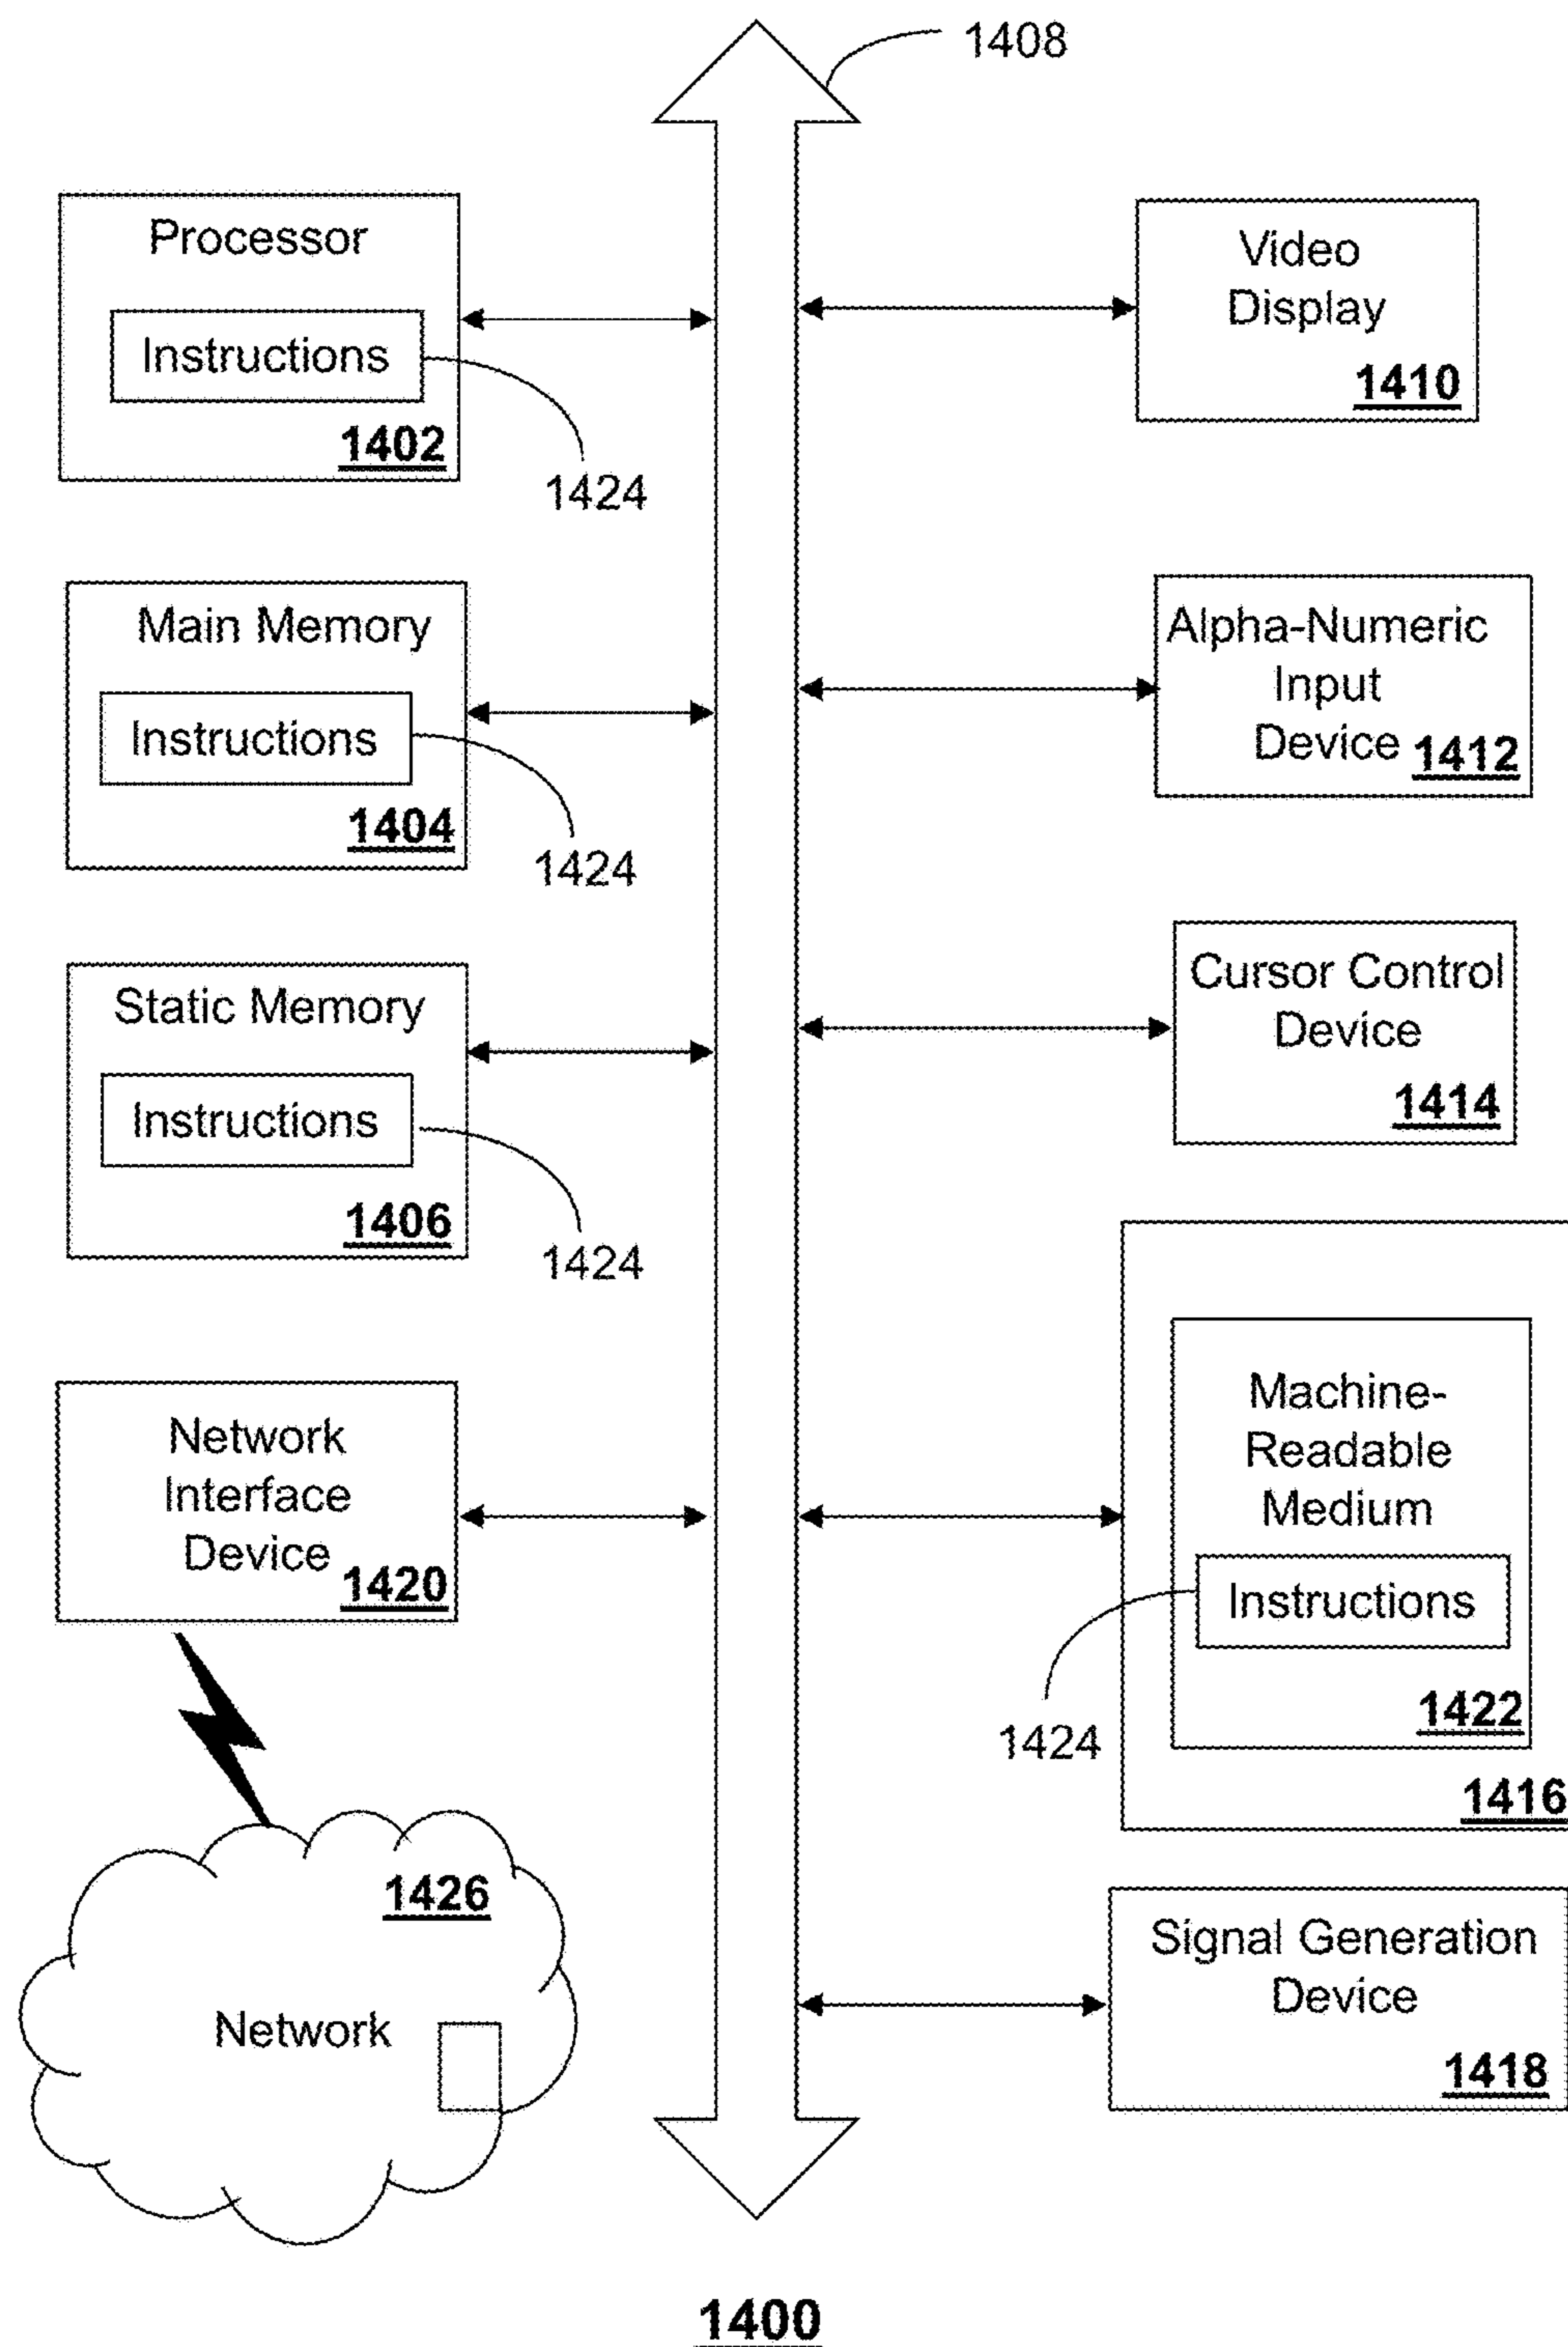 1408
Processor
Instructions
1402
1424
Main Memory
Instructions
1404
1424
Static Memory
Instructions
1406
1424
Network
Interface
Device
1420
1426
Network
Video
Display
1410
Alpha-Numeric
Input
Device
1412
Cursor Control
Device
1414
Machine-
Readable
Medium
Instructions
1424
1422
1416
Signal Generation
Device
1418
1400